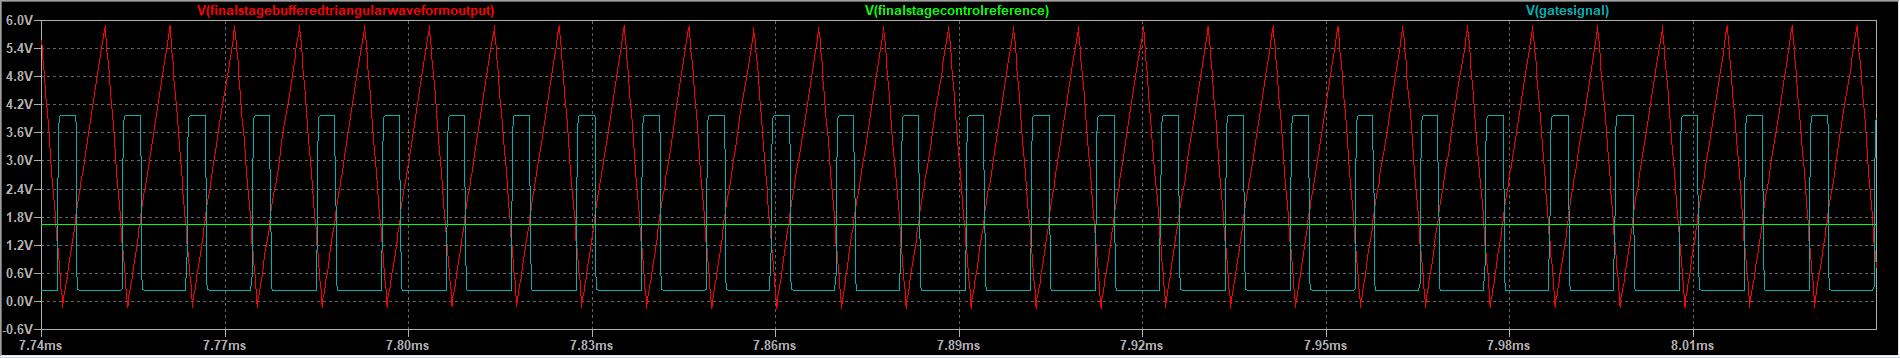 V(finalstagebufferedtriangularwaveformoutput) V(finalstagecontrolreference) V(gatesignal)
6.0V
5.4V
4.8V
4.2V
3.6V
3.0V
2.4V
1.8V
1.2V
0.6V
0.0V
-0.6V
7.74ms 7.77ms 7.80ms 7.83ms 7.86ms 7.89ms 7.92ms 7.95ms 7.98ms 8.01ms